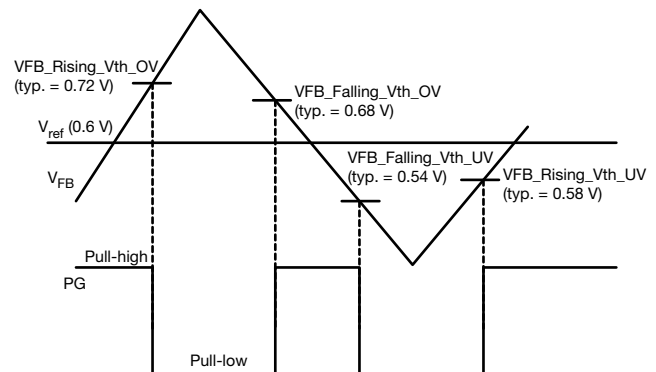 VFB_Rising_Vth_OV
(typ. = 0.72 V)
VFB_Falling_Vth_OV
(typ. = 0.68 V)
Vref (0.6 V)
VFB_Falling_Vth_UV
(typ. = 0.54 V)
VFB_Rising_Vth_UV
(typ. = 0.58 V)
VFB
Pull-high
PG
Pull-low